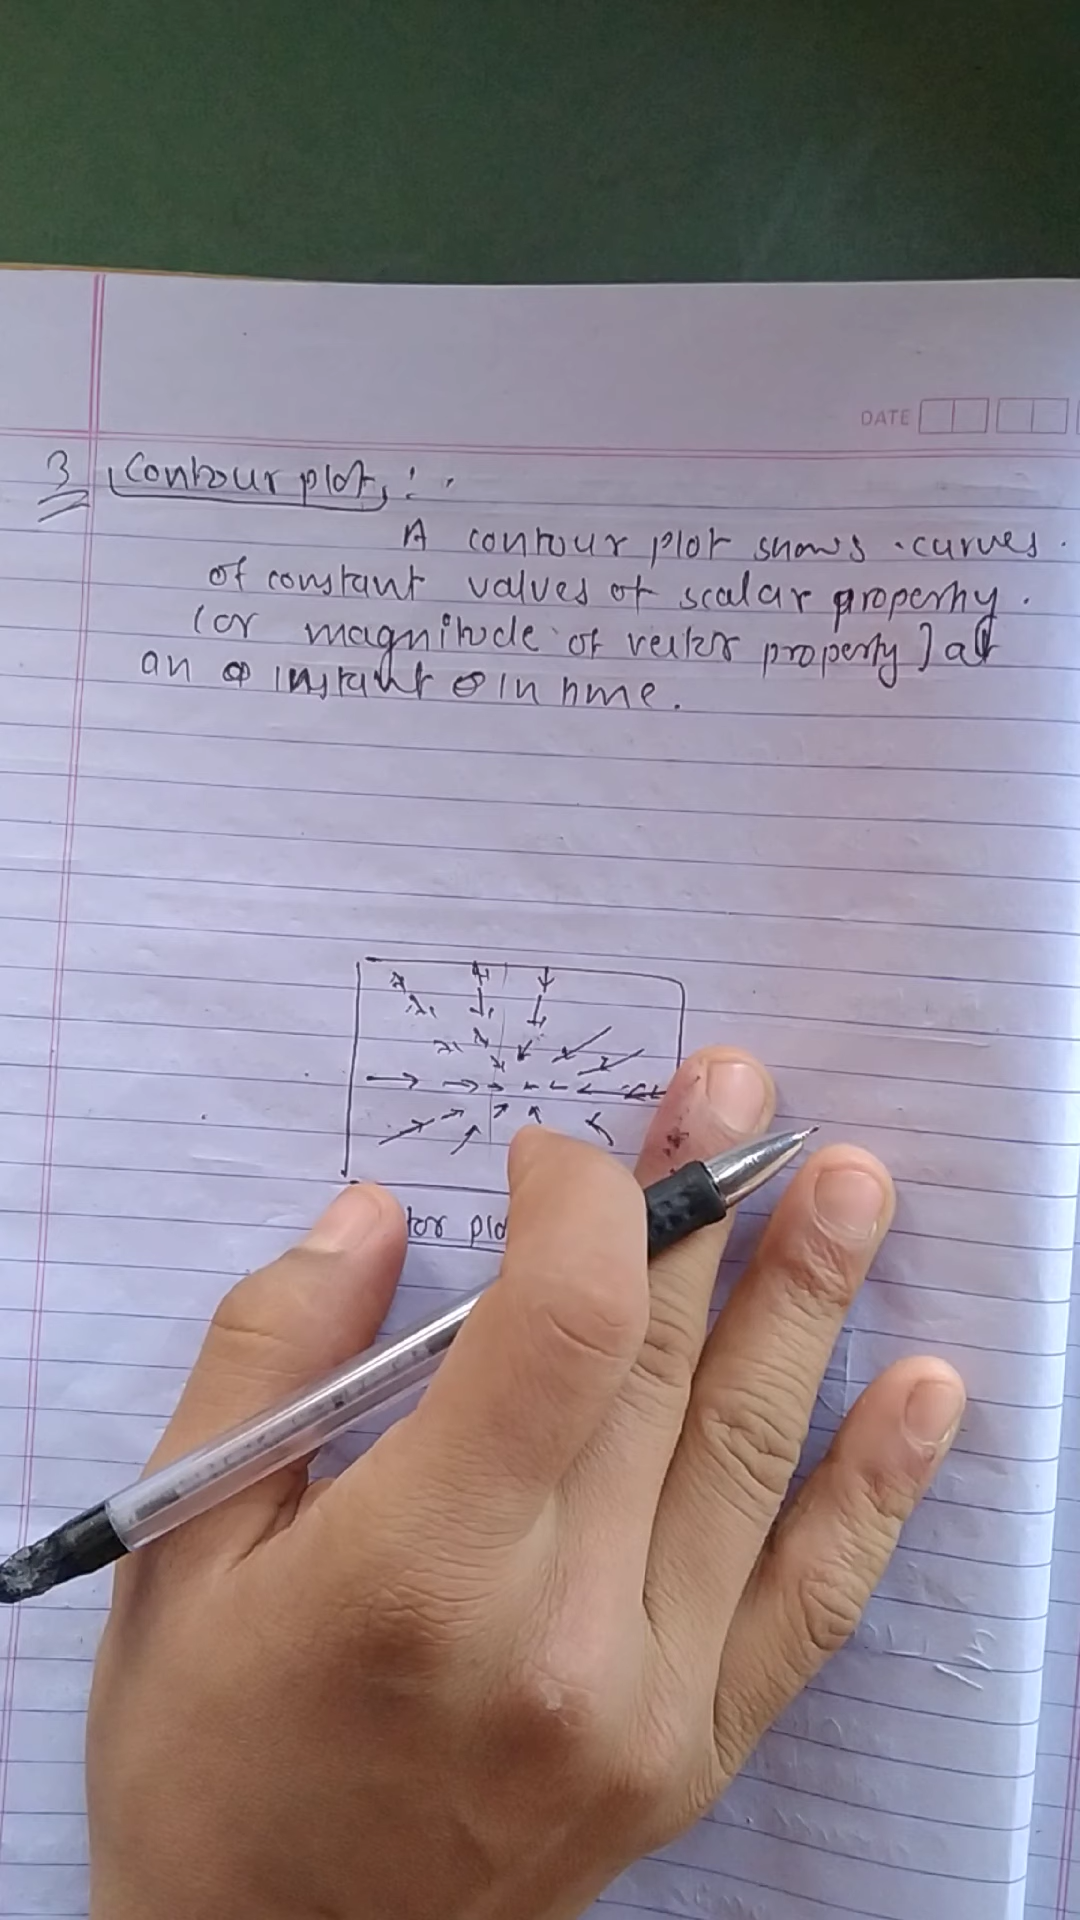 DATE
3 Contour plot :
A contour plot shows curves
of constant values of scalar property.
(or magnitude of vector property) at
an instant in time.
tor plo